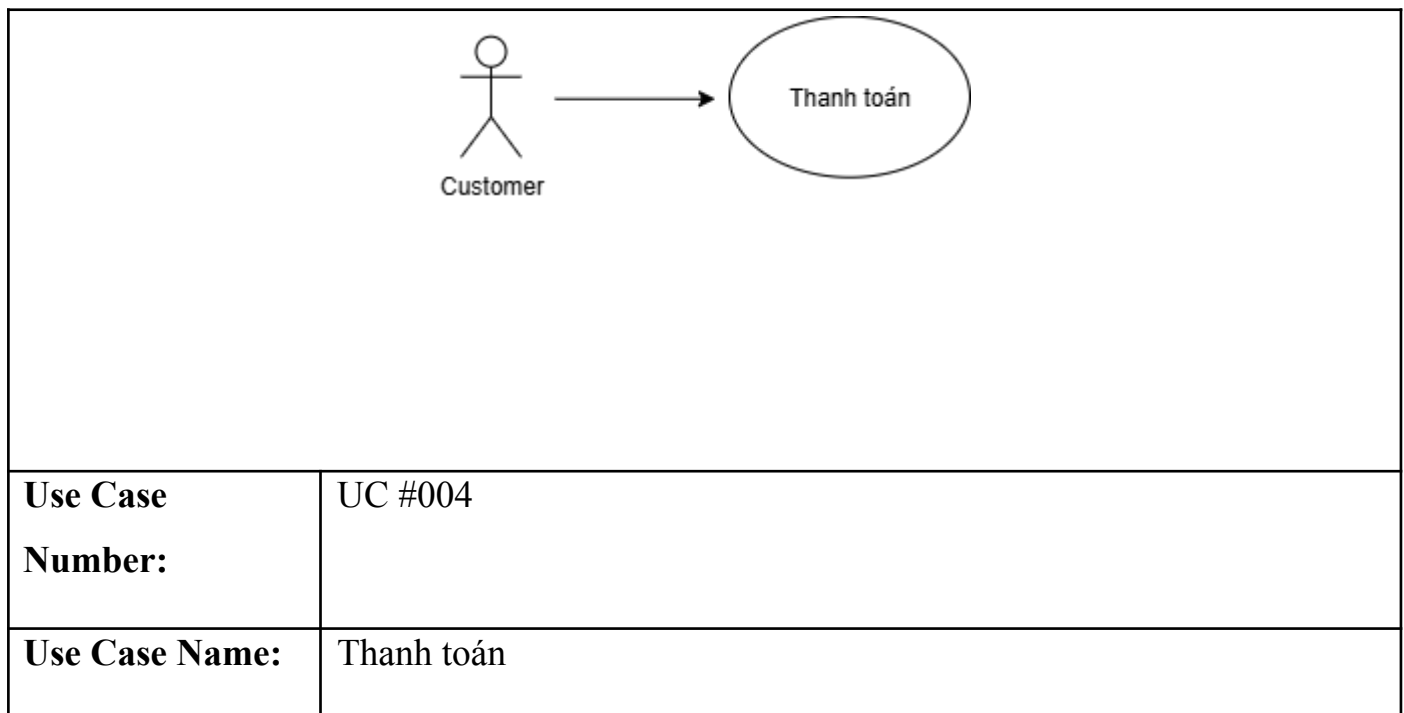 Thanh toán
Customer
Use Case
Number:
UC #004
Use Case Name:
Thanh toán